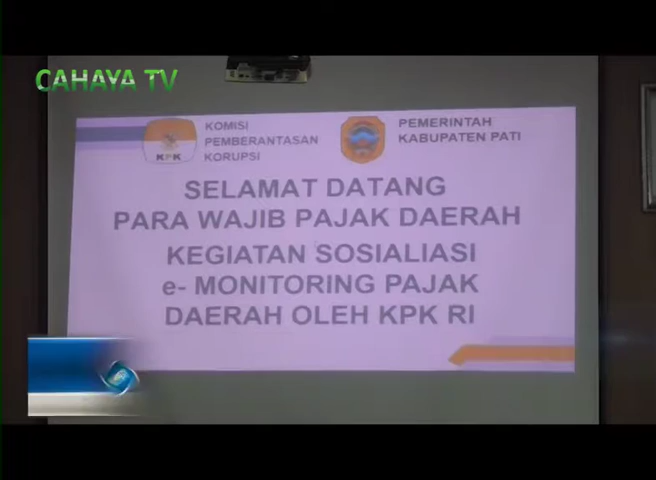 CAHAYA TV
KOMISI
PEMBERANTASAN
KORUPSI
KPK
PEMERINTAH
KABUPATEN PATI
SELAMAT DATANG
PARA WAJIB PAJAK DAERAH
KEGIATAN SOSIALIASI
e- MONITORING PAJAK
DAERAH OLEH KPK RI